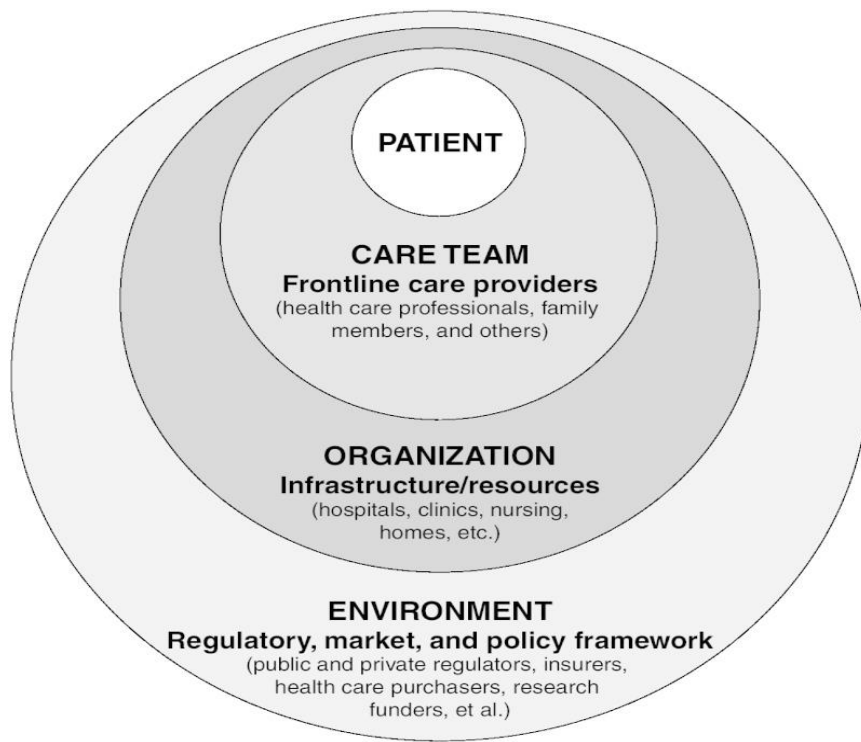 PATIENT
CARE TEAM
Frontline care providers
(health care professionals, family
members, and others)
ORGANIZATION
Infrastructure/resources
(hospitals, clinics, nursing,
homes, etc.)
ENVIRONMENT
Regulatory, market, and policy framework
(public and private regulators, insurers,
health care purchasers, research
funders, et al.)